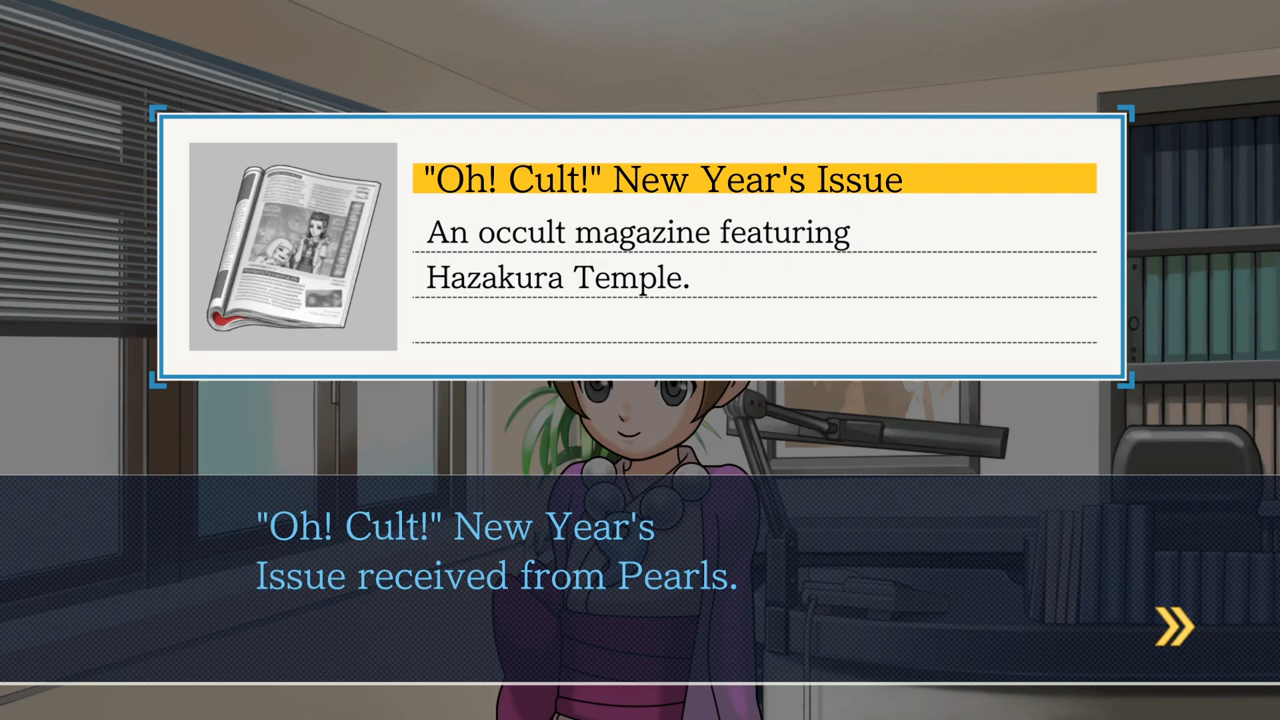 "Oh! Cult!" New Year's Issue
An occult magazine featuring
Hazakura Temple.
"Oh! Cult!" New Year's
Issue received from Pearls.